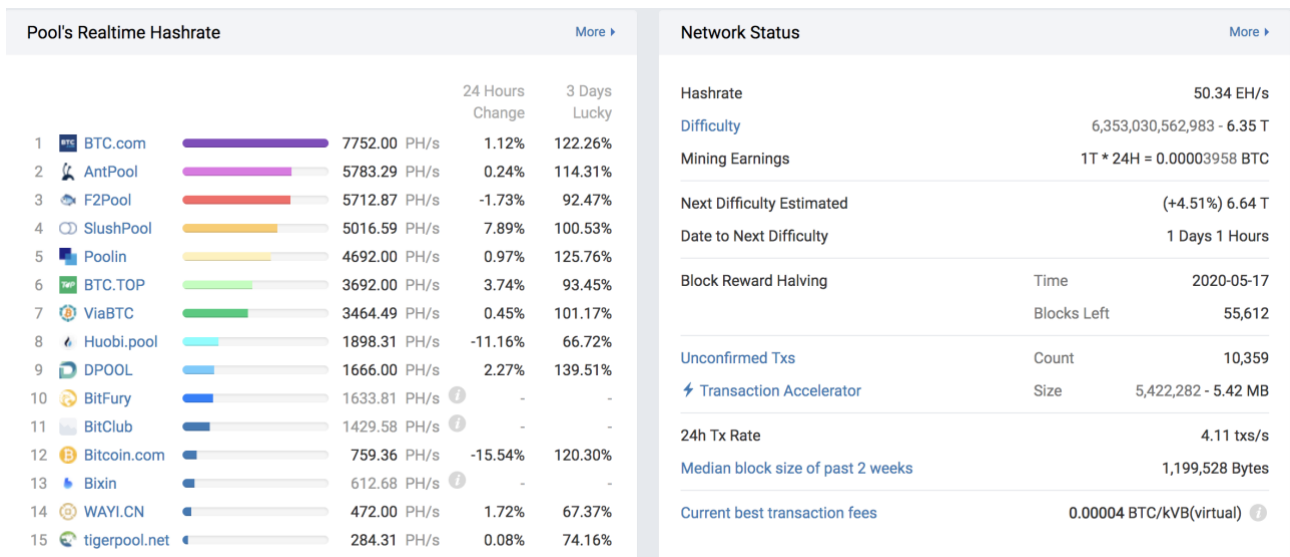 Pool's Realtime Hashrate More
24 Hours Change 3 Days Lucky
1 BTC BTC.com 7752.00 PH/s 1.12% 122.26%
2 AntPool 5783.29 PH/s 0.24% 114.31%
3 F2Pool 5712.87 PH/s -1.73% 92.47%
4 SlushPool 5016.59 PH/s 7.89% 100.53%
5 Poolin 4692.00 PH/s 0.97% 125.76%
6 TOP BTC.TOP 3692.00 PH/s 3.74% 93.45%
7 ViaBTC 3464.49 PH/s 0.45% 101.17%
8 Huobi.pool 1898.31 PH/s -11.16% 66.72%
9 DPOOL 1666.00 PH/s 2.27% 139.51%
10 BitFury 1633.81 PH/s i - -
11 BitClub 1429.58 PH/s i - -
12 Bitcoin.com 759.36 PH/s -15.54% 120.30%
13 Bixin 612.68 PH/s i - -
14 WAYI.CN 472.00 PH/s 1.72% 67.37%
15 tigerpool.net 284.31 PH/s 0.08% 74.16%
Network Status More
Hashrate 50.34 EH/s
Difficulty 6,353,030,562,983 - 6.35 T
Mining Earnings 1T * 24H = 0.00003958 BTC
Next Difficulty Estimated (+4.51%) 6.64 T
Date to Next Difficulty 1 Days 1 Hours
Block Reward Halving Time 2020-05-17
Blocks Left 55,612
Unconfirmed Txs Count 10,359
Transaction Accelerator Size 5,422,282 - 5.42 MB
24h Tx Rate 4.11 txs/s
Median block size of past 2 weeks 1,199,528 Bytes
Current best transaction fees 0.00004 BTC/kVB(virtual) i